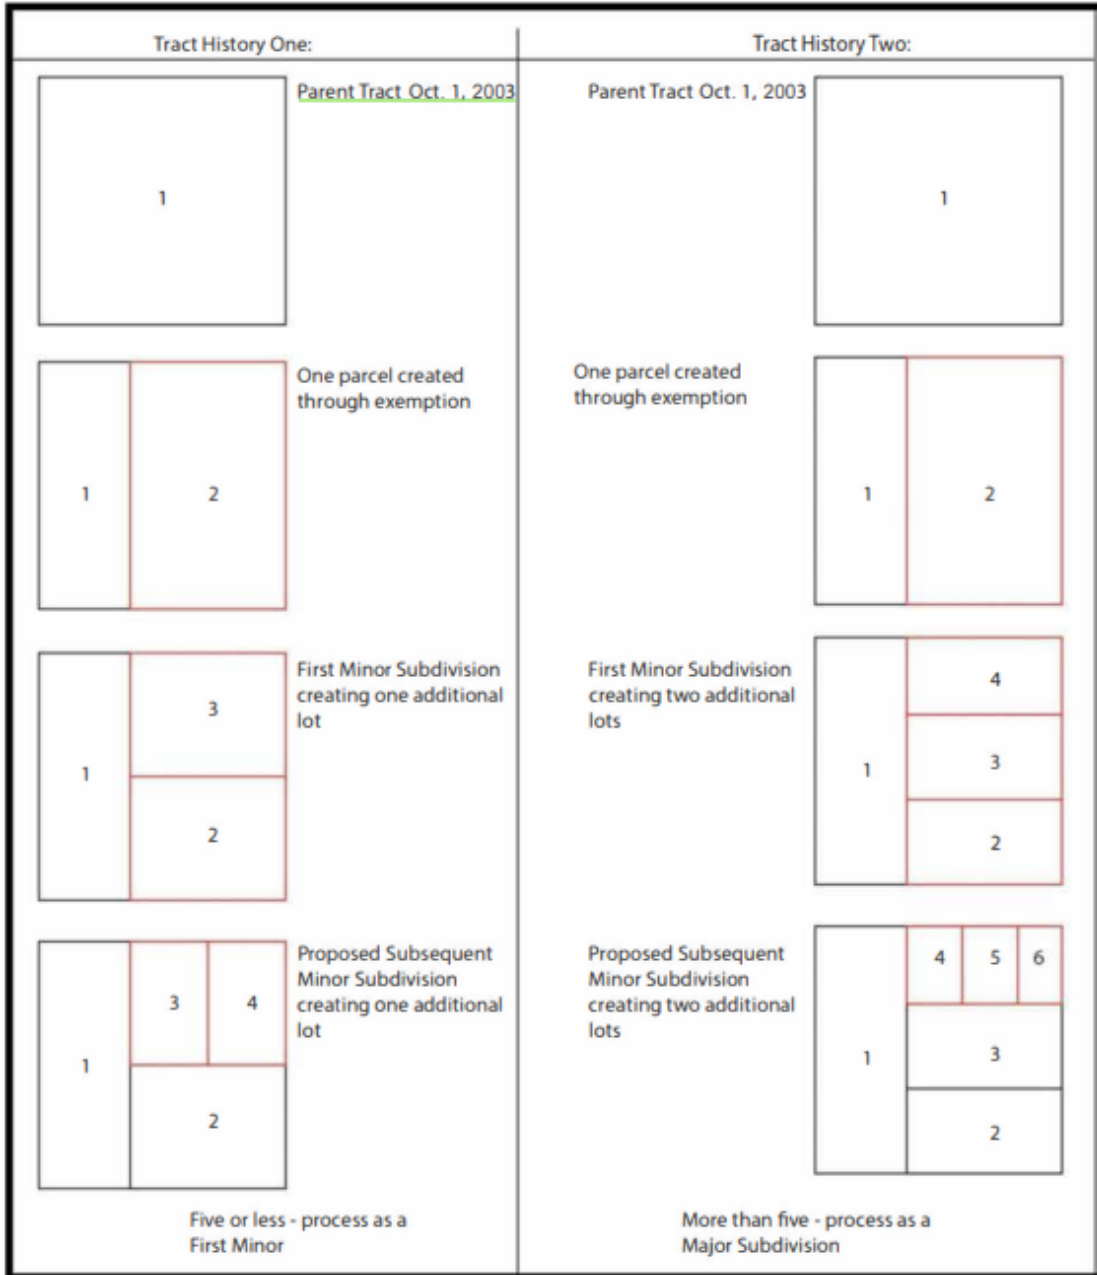 Tract History One:
Parent Tract Oct. 1, 2003
1
One parcel created
through exemption
1
2
First Minor Subdivision
creating one additional
lot
3
1
2
Proposed Subsequent
Minor Subdivision
creating one additional
lot
3
4
1
2
Five or less - process as a
First Minor
Tract History Two:
Parent Tract Oct. 1, 2003
1
One parcel created
through exemption
1
2
First Minor Subdivision
creating two additional
lots
4
3
1
2
Proposed Subsequent
Minor Subdivision
creating two additional
lots
4
5
6
3
1
2
More than five - process as a
Major Subdivision